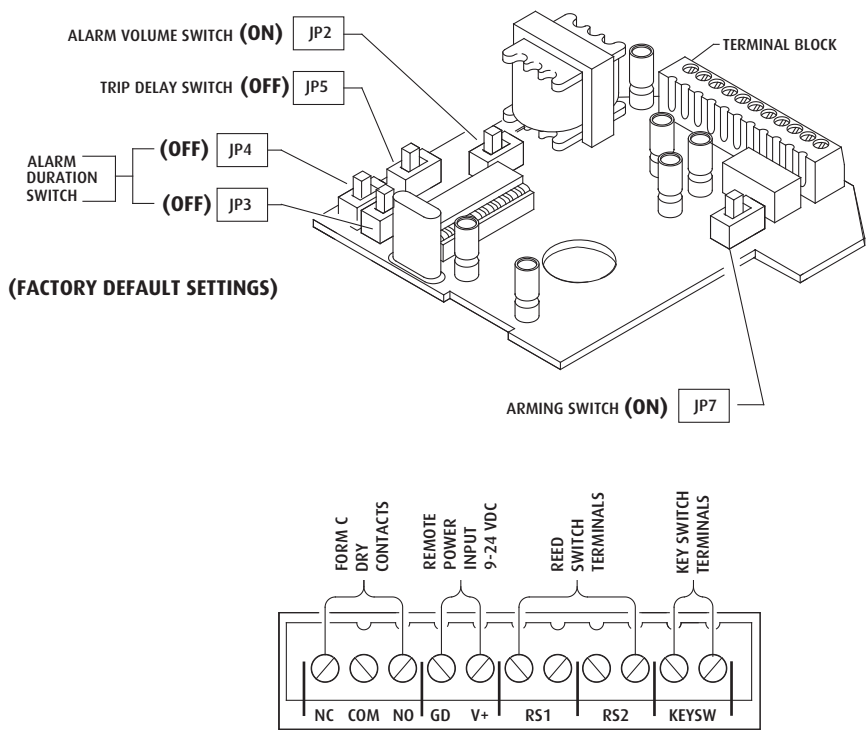 ALARM VOLUME SWITCH (ON) JP2
TERMINAL BLOCK
TRIP DELAY SWITCH (OFF) JP5
ALARM
DURATION
SWITCH
(OFF) JP4
(OFF) JP3
(FACTORY DEFAULT SETTINGS)
ARMING SWITCH (ON) JP7
FORM C
DRY
CONTACTS
REMOTE
POWER
INPUT
9-24 VDC
REED
SWITCH
TERMINALS
KEY SWITCH
TERMINALS
NC COM NO GD V+ RS1 RS2 KEYSW